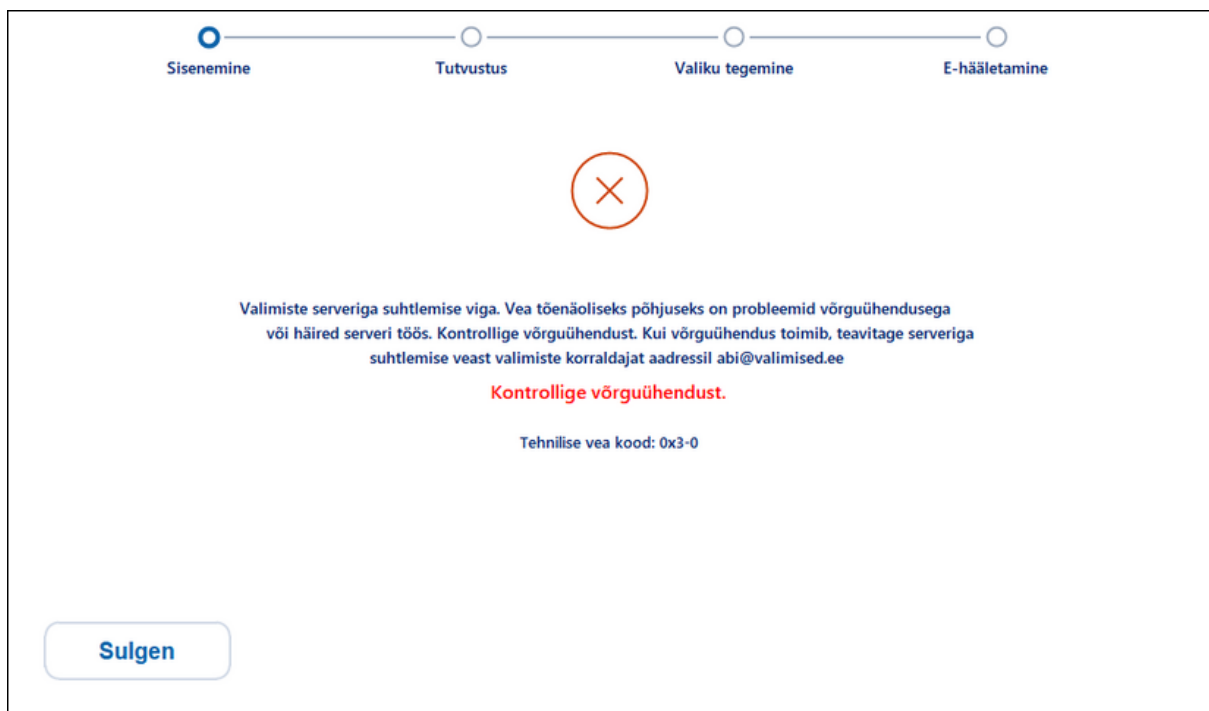 Sisenemine Tutvustus Valiku tegemine E-hääletamine
Valimiste serveriga suhtlemise viga. Vea tõenäoliseks põhjuseks on probleemid võrguühendusega
või häired serveri töös. Kontrollige võrguühendust. Kui võrguühendus toimib, teavitage serveriga
suhtlemise veast valimiste korraldajat aadressil abi@valimised.ee
Kontrollige võrguühendust.
Tehnilise vea kood: 0x3-0
Sulgen